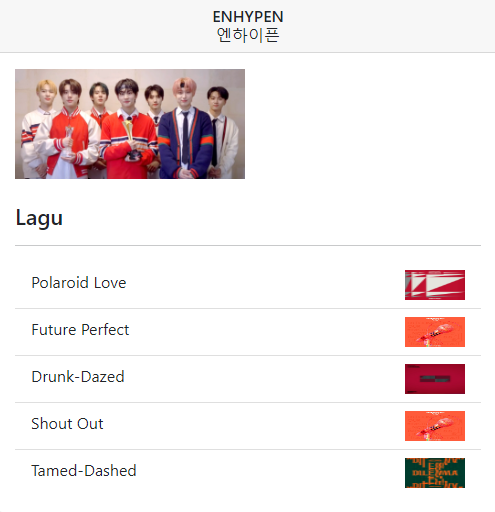 ENHYPEN
엔하이픈
Lagu
Polaroid Love
Future Perfect
Drunk-Dazed
Shout Out
Tamed-Dashed